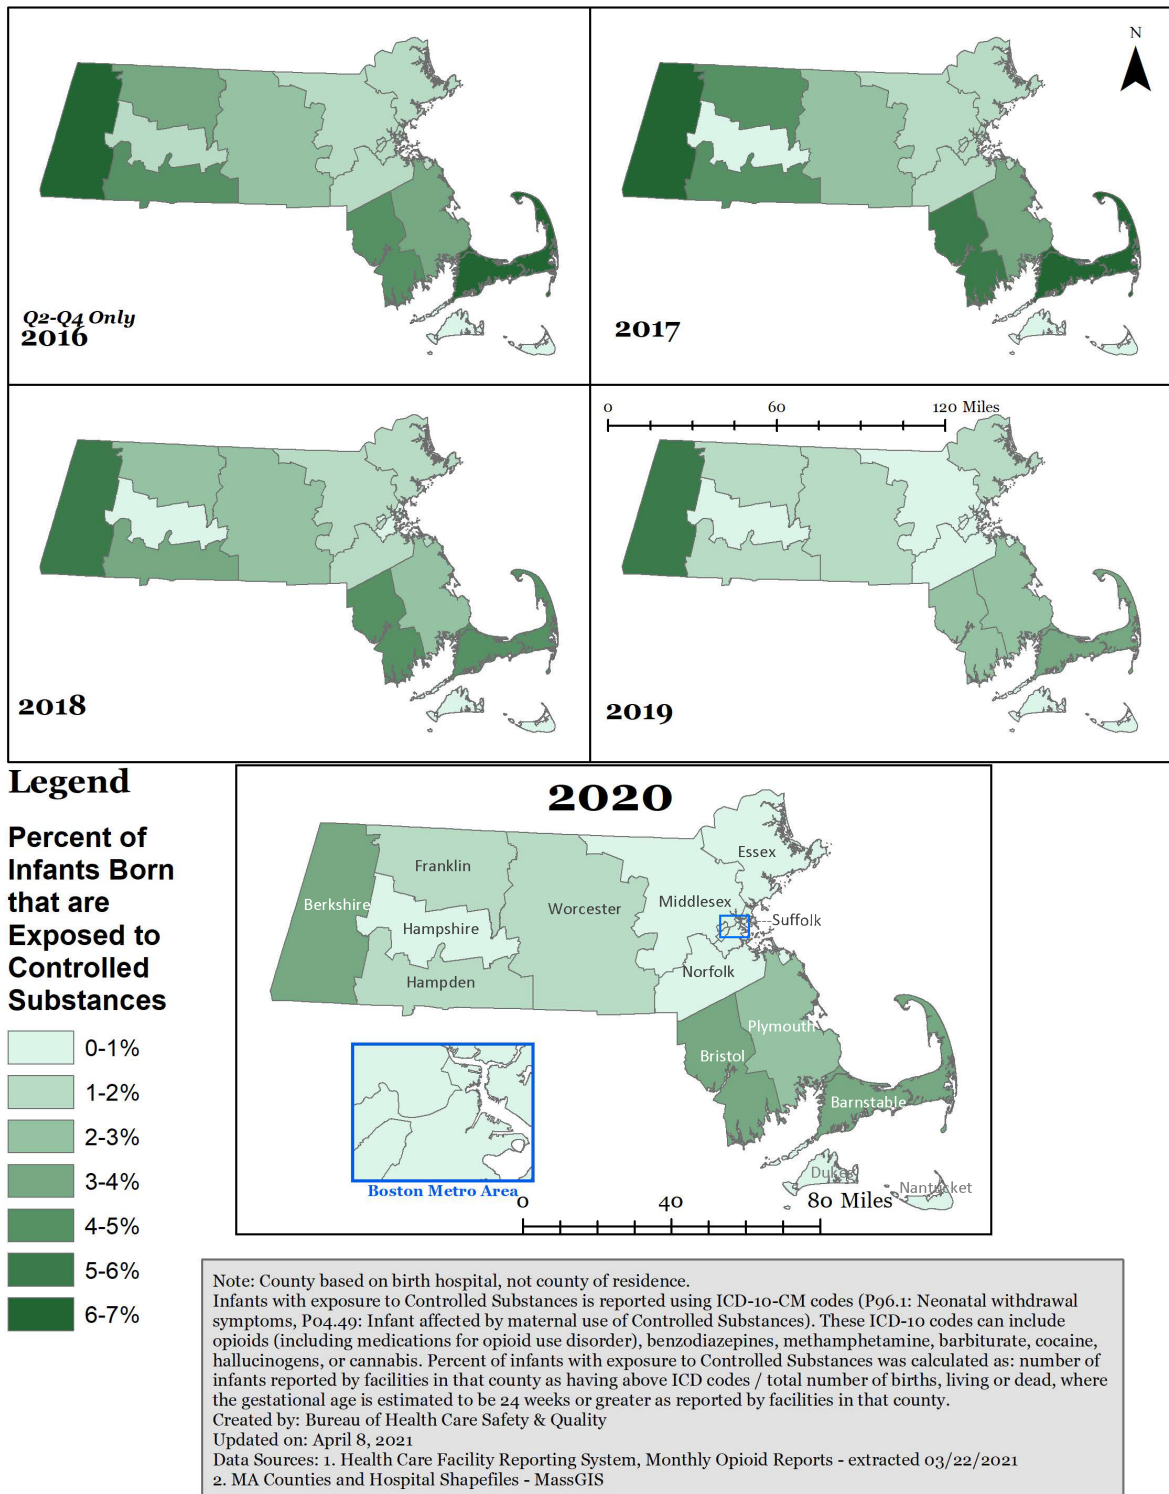 N
Q2-Q4 Only
2016
2017
2018
0 60 120 Miles
2019
Legend
Percent of
Infants Born
that are
Exposed to
Controlled
Substances
0-1%
1-2%
2-3%
3-4%
4-5%
5-6%
6-7%
2020
Essex
Franklin
Middlesex
Berkshire
Worcester
Suffolk
Hampshire
Norfolk
Hampden
Plymouth
Bristol
Barnstable
Dukes
Nantucket
Boston Metro Area
0 40 80 Miles
Note: County based on birth hospital, not county of residence.
Infants with exposure to Controlled Substances is reported using ICD-10-CM codes (P96.1: Neonatal withdrawal
symptoms, P04.49: Infant affected by maternal use of Controlled Substances). These ICD-10 codes can include
opioids (including medications for opioid use disorder), benzodiazepines, methamphetamine, barbiturate, cocaine,
hallucinogens, or cannabis. Percent of infants with exposure to Controlled Substances was calculated as: number of
infants reported by facilities in that county as having above ICD codes / total number of births, living or dead, where
the gestational age is estimated to be 24 weeks or greater as reported by facilities in that county.
Created by: Bureau of Health Care Safety & Quality
Updated on: April 8, 2021
Data Sources: 1. Health Care Facility Reporting System, Monthly Opioid Reports - extracted 03/22/2021
2. MA Counties and Hospital Shapefiles - MassGIS